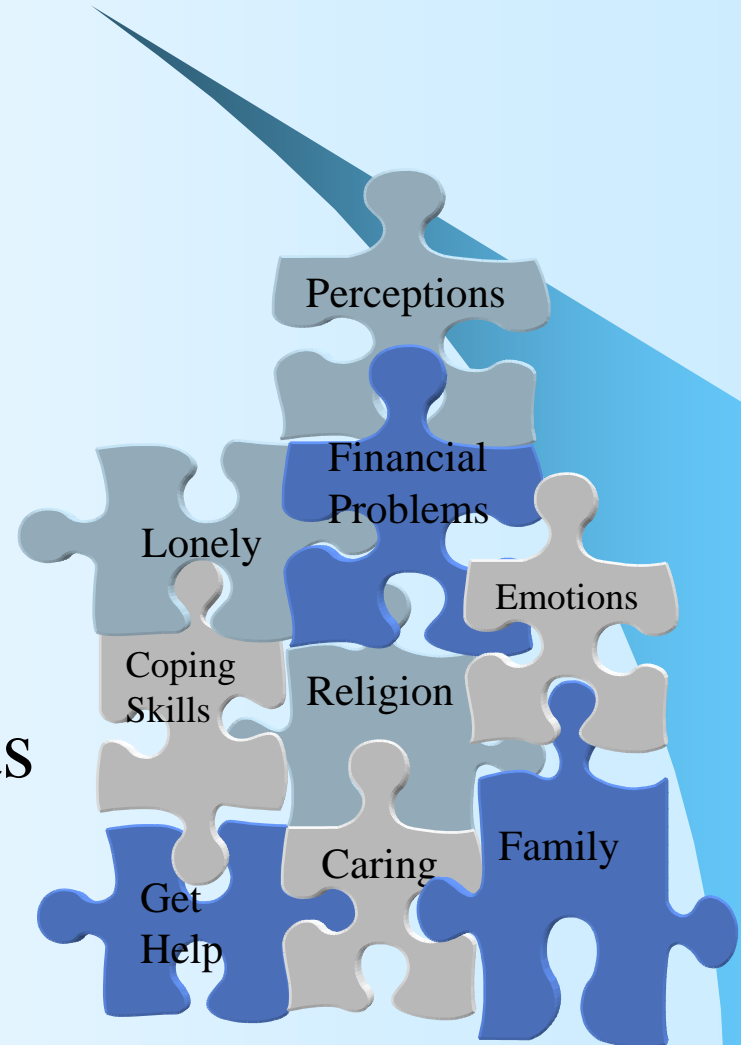 Perceptions
Financial
Problems
Lonely
Emotions
Coping
Skills
Religion
Caring
Family
Get
Help